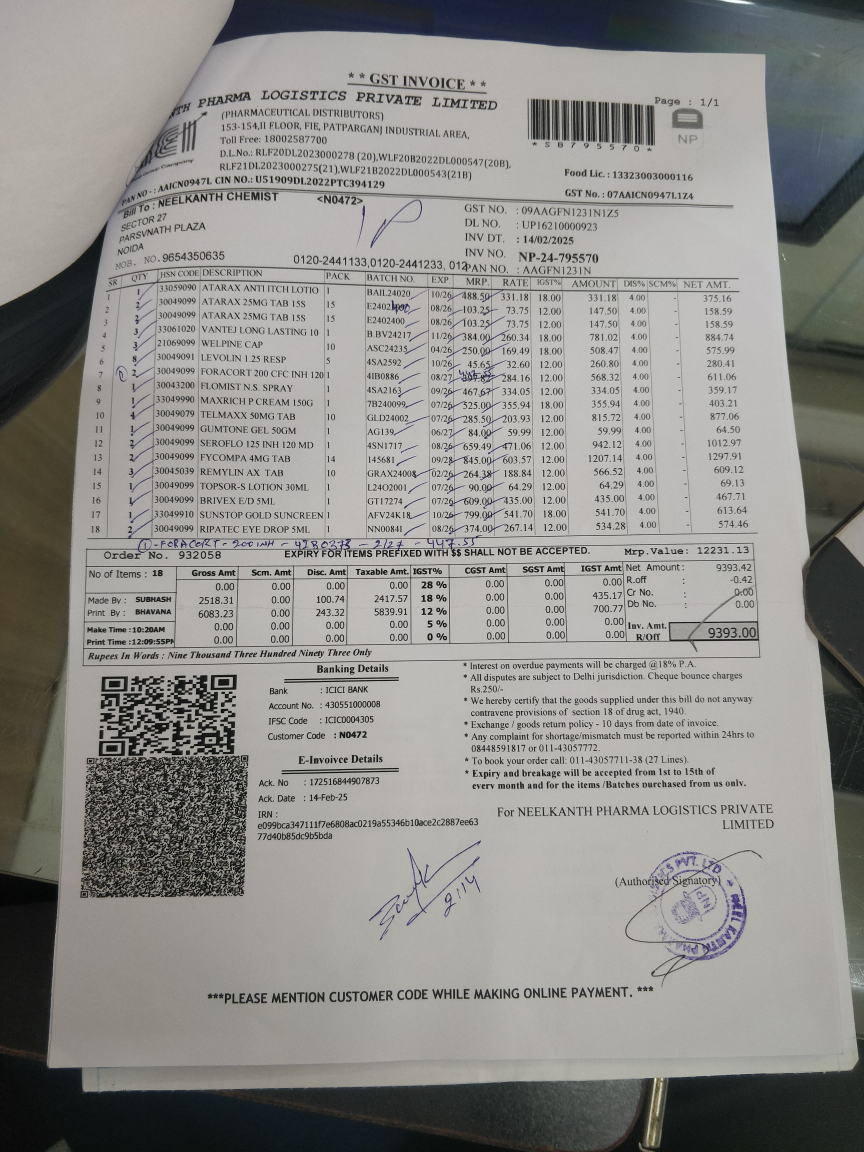 * * GST INVOICE * *
TH PHARMA LOGISTICS PRIVATE LIMITED
Page : 1/1
(PHARMACEUTICAL DISTRIBUTORS)
153-154,II FLOOR, FIE, PATPARGANJ INDUSTRIAL AREA,
Toll Free: 18002587700
D.L.No.: RLF20DL2023000278 (20),WLF20B2022DL000547(20B),
RLF21DL2023000275(21),WLF21B2022DL000543(21B)
*SB795570*
NP
Food Lic. : 13323003000116
PAN NO - : AAICN0947L CIN NO.: U51909DL2022PTC394129
GST No. : 07AAICN0947L1Z4
Bill To : NEELKANTH CHEMIST <N0472>
SECTOR 27
PARSVNATH PLAZA
NOIDA
MOB. NO. 9654350635 0120-2441133,0120-2441233, 012
GST NO. : 09AAGFN1231N1Z5
DL NO. : UP16210000923
INV DT. : 14/02/2025
INV NO. NP-24-795570
PAN NO. : AAGFN1231N
SR QTY HSN CODE DESCRIPTION PACK BATCH NO. EXP MRP. RATE IGST% AMOUNT DIS% SCM% NET AMT.
1 1 33059090 ATARAX ANTI ITCH LOTIO 1 BAIL24020 10/26 488.50 331.18 18.00 331.18 4.00 - 375.16
2 2 30049099 ATARAX 25MG TAB 15S 15 08/26 103.25 73.75 12.00 147.50 4.00 - 158.59
3 2 30049099 ATARAX 25MG TAB 15S 15 E2402400 08/26 103.25 73.75 12.00 147.50 4.00 - 158.59
4 3 33061020 VANTEJ LONG LASTING 10 1 B.BV24217 11/26 384.00 260.34 18.00 781.02 4.00 - 884.74
5 3 21069099 WELPINE CAP 10 ASC24235 04/26 250.00 169.49 18.00 508.47 4.00 - 575.99
6 8 30049091 LEVOLIN 1.25 RESP 5 4SA2592 10/26 45.65 32.60 12.00 260.80 4.00 - 280.41
7 2 30049099 FORACORT 200 CFC INH 120 1 4IB0886 08/27 284.16 12.00 568.32 4.00 - 611.06
8 1 30043200 FLOMIST N.S. SPRAY 1 4SA2163 09/26 467.67 334.05 12.00 334.05 4.00 - 359.17
9 1 33049990 MAXRICH P CREAM 150G 1 7B240099 07/26 525.00 355.94 18.00 355.94 4.00 - 403.21
10 4 30049079 TELMAXX 50MG TAB 10 GLD24002 07/26 285.50 203.93 12.00 815.72 4.00 - 877.06
11 1 30049099 GUMTONE GEL 50GM 1 AG139 06/27 84.00 59.99 12.00 59.99 4.00 - 64.50
12 2 30049099 SEROFLO 125 INH 120 MD 1 4SN1717 08/26 659.49 471.06 12.00 942.12 4.00 - 1012.97
13 2 30049099 FYCOMPA 4MG TAB 14 145681 09/28 845.00 603.57 12.00 1207.14 4.00 - 1297.91
14 3 30045039 REMYLIN AX TAB 10 GRAX24008 02/26 264.38 188.84 12.00 566.52 4.00 - 609.12
15 1 30049099 TOPSOR-S LOTION 30ML 1 L24O2001 07/26 90.00 64.29 12.00 64.29 4.00 - 69.13
16 1 30049099 BRIVEX E/D 5ML 1 GT17274 07/26 609.00 435.00 12.00 435.00 4.00 - 467.71
17 1 33049910 SUNSTOP GOLD SUNCREEN 1 AFV24K18 10/26 799.00 541.70 18.00 541.70 4.00 - 613.64
18 2 30049099 RIPATEC EYE DROP 5ML 1 NN00841 08/26 374.00 267.14 12.00 534.28 4.00 - 574.46
① - FORACORT - 200 INH - 4280378 - 2/27 - 447.55
Order No. 932058 EXPIRY FOR ITEMS PREFIXED WITH $$ SHALL NOT BE ACCEPTED. Mrp.Value: 12231.13
No of Items : 18 Gross Amt Scm. Amt Disc. Amt Taxable Amt. IGST% CGST Amt SGST Amt IGST Amt
0.00 0.00 0.00 0.00 28 % 0.00 0.00 0.00
Made By : SUBHASH 2518.31 0.00 100.74 2417.57 18 % 0.00 0.00 435.17
Print By : BHAVANA 6083.23 0.00 243.32 5839.91 12 % 0.00 0.00 700.77
Make Time :10:20AM 0.00 0.00 0.00 0.00 5 % 0.00 0.00 0.00
Print Time :12:09:55PM 0.00 0.00 0.00 0.00 0 % 0.00 0.00 0.00
Net Amount: 9393.42
R.off : -0.42
Cr No. : 0.00
Db No. : 0.00
Inv. Amt. R/Off 9393.00
Rupees In Words : Nine Thousand Three Hundred Ninety Three Only
Banking Details
Bank : ICICI BANK
Account No. : 430551000008
IFSC Code : ICIC0004305
Customer Code : N0472
E-Invoivce Details
Ack. No : 172516844907873
Ack. Date : 14-Feb-25
IRN :
e099bca347111f7e6808ac0219a55346b10ace2c2887ee63
77d40b85dc9b5bda
* Interest on overdue payments will be charged @18% P.A.
* All disputes are subject to Delhi jurisdiction. Cheque bounce charges
Rs.250/-
* We hereby certify that the goods supplied under this bill do not anyway
contravene provisions of section 18 of drug act, 1940.
* Exchange / goods return policy - 10 days from date of invoice.
* Any complaint for shortage/mismatch must be reported within 24hrs to
08448591817 or 011-43057772.
* To book your order call: 011-43057711-38 (27 Lines).
* Expiry and breakage will be accepted from 1st to 15th of
every month and for the items /Batches purchased from us only.
For NEELKANTH PHARMA LOGISTICS PRIVATE
LIMITED
(Authorised Signatory)
***PLEASE MENTION CUSTOMER CODE WHILE MAKING ONLINE PAYMENT. ***